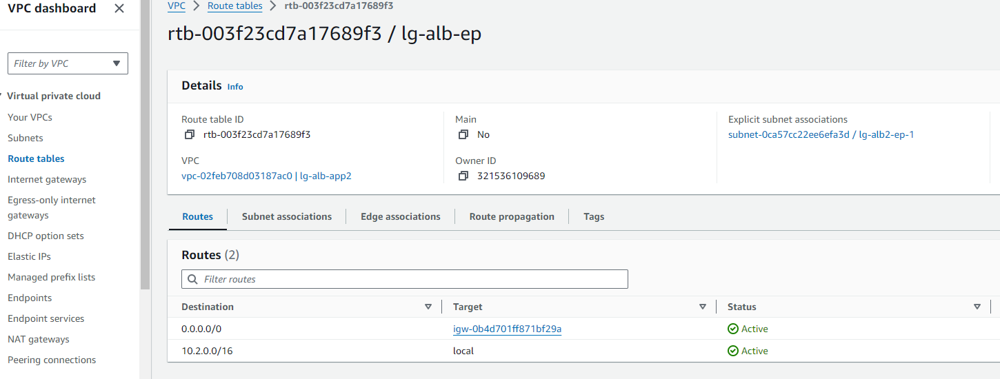 VPC dashboard
VPC > Route tables > rtb-003f23cd7a17689f3
rtb-003f23cd7a17689f3 / lg-alb-ep
Filter by VPC
Virtual private cloud
Your VPCs
Subnets
Route tables
Internet gateways
Egress-only internet
gateways
DHCP option sets
Elastic IPs
Managed prefix lists
Endpoints
Endpoint services
NAT gateways
Peering connections
Details Info
Route table ID
rtb-003f23cd7a17689f3
Main
No
Explicit subnet associations
subnet-0ca57cc22ee6efa3d / lg-alb2-ep-1
VPC
vpc-02feb708d03187ac0 | lg-alb-app2
Owner ID
321536109689
Routes Subnet associations Edge associations Route propagation Tags
Routes (2)
Filter routes
Destination Target Status
0.0.0.0/0 igw-0b4d701ff871bf29a Active
10.2.0.0/16 local Active